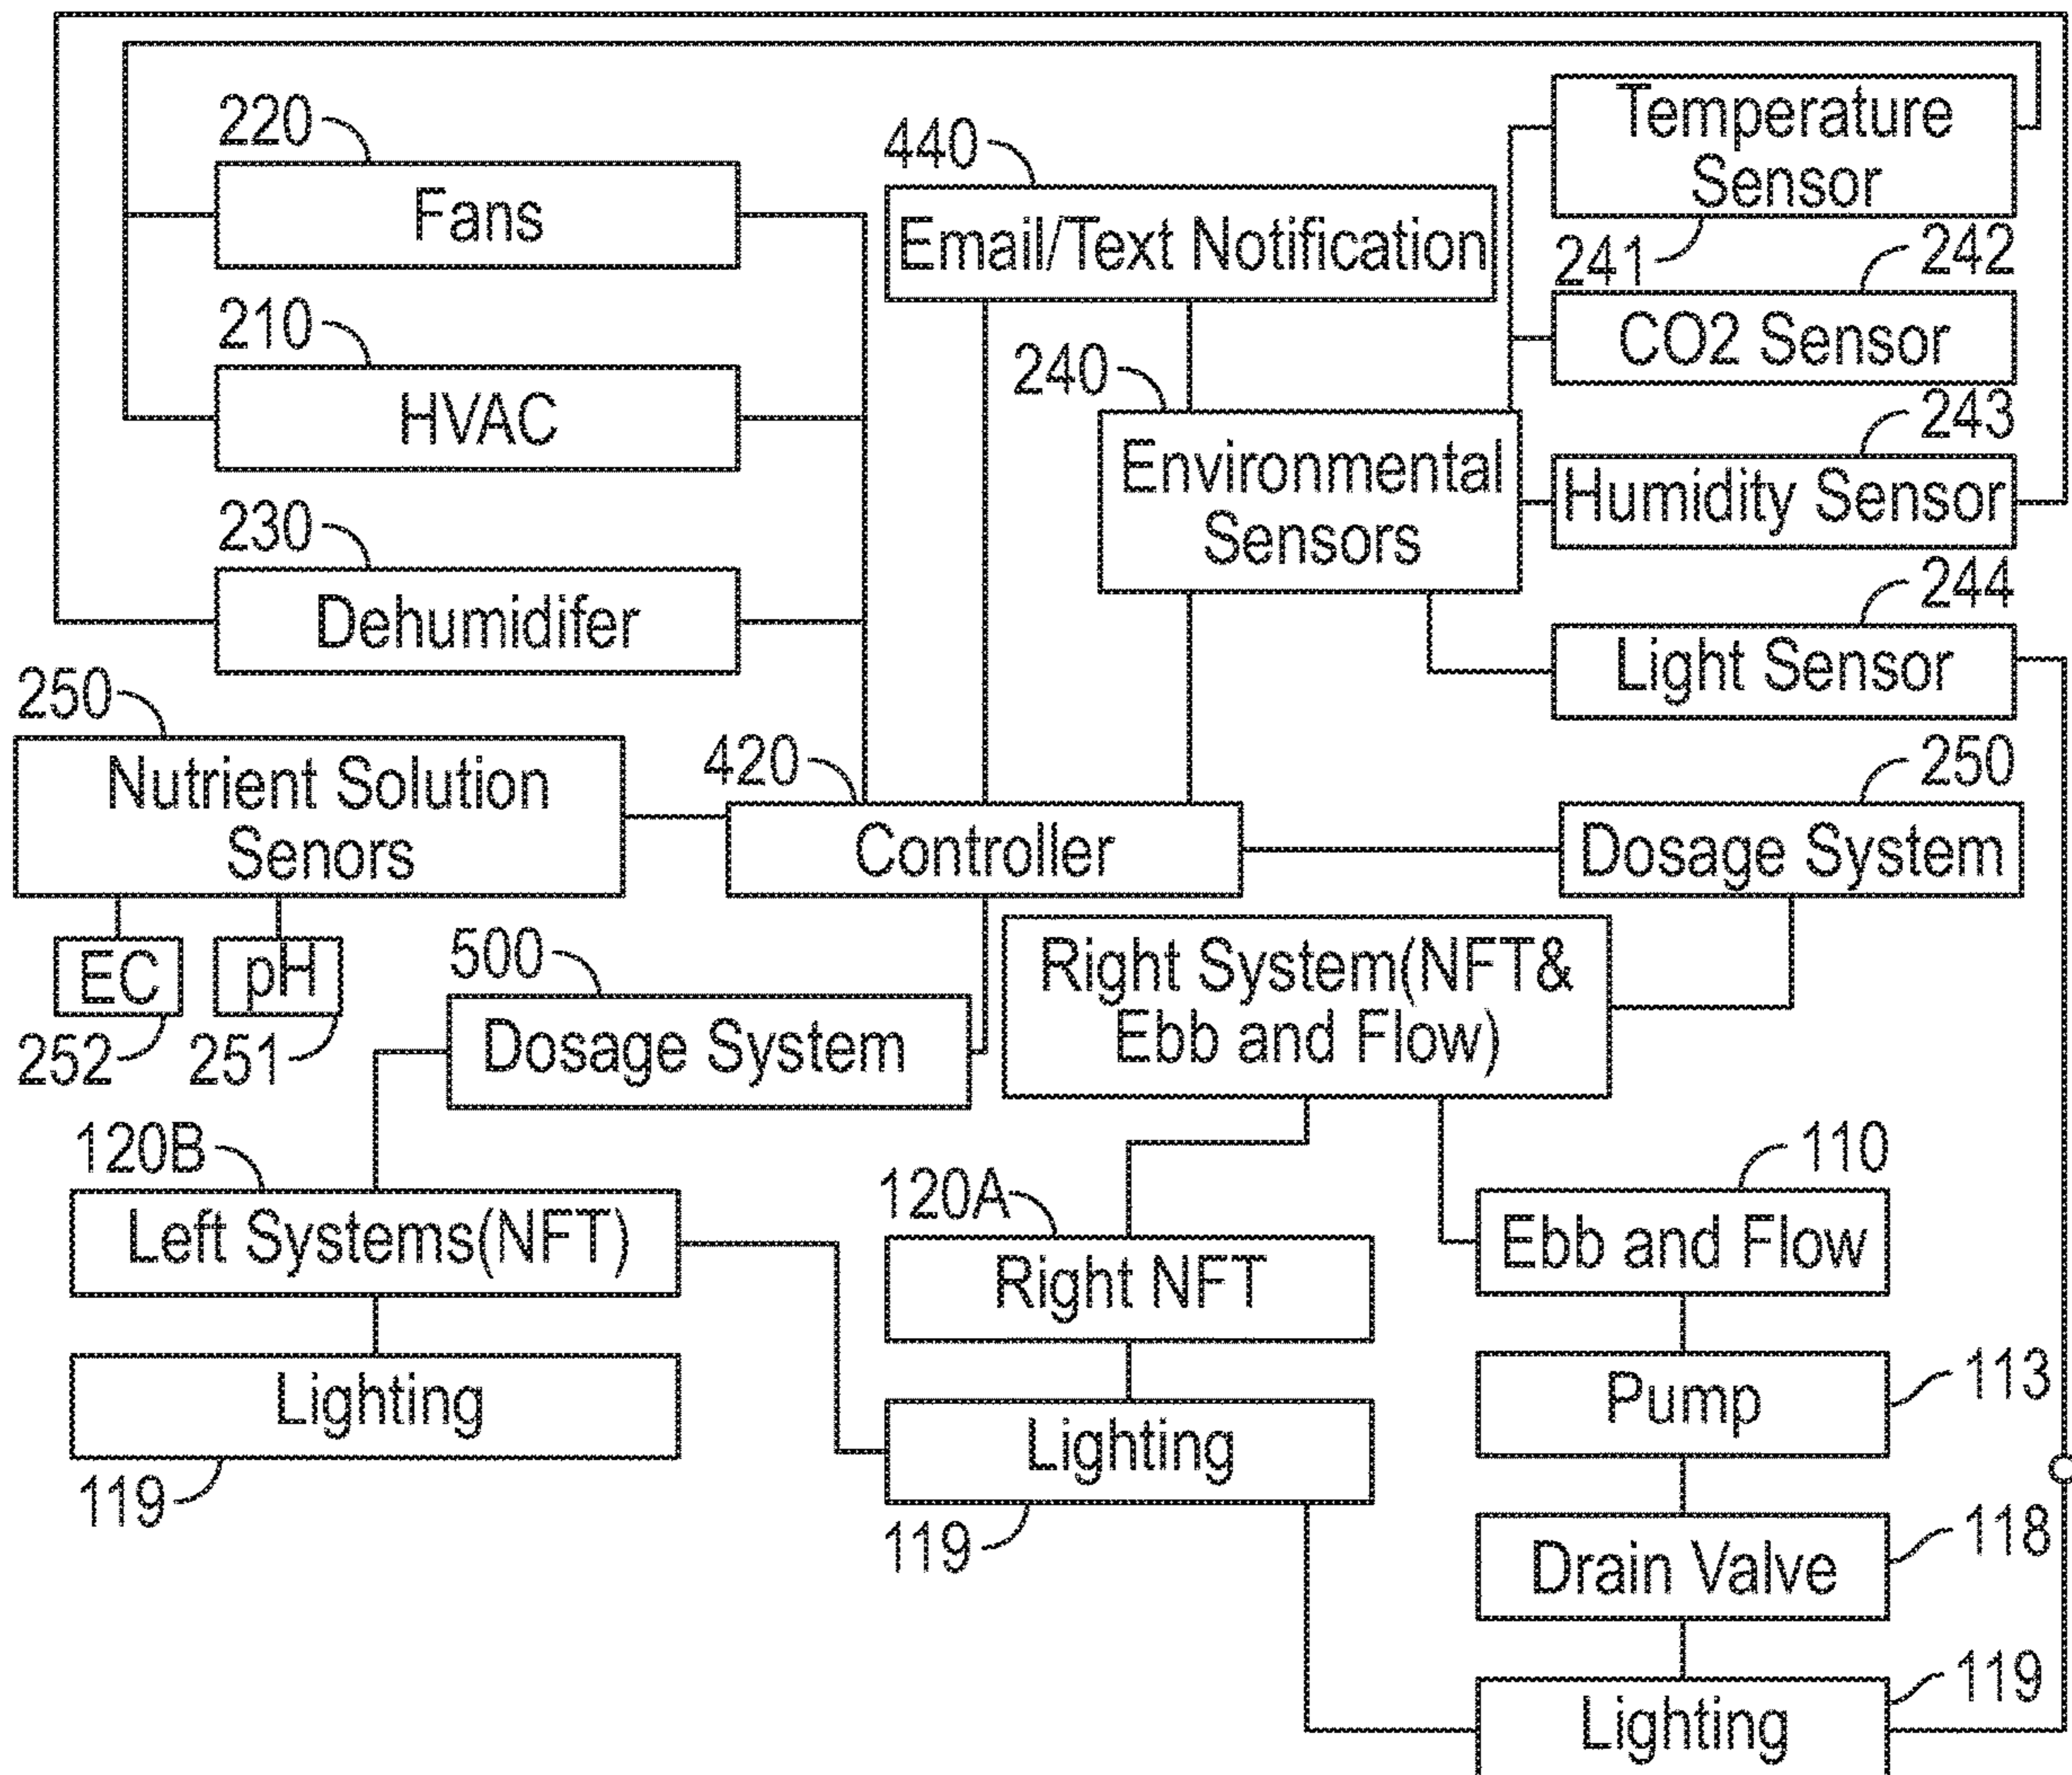 220
Fans
210
HVAC
230
Dehumidifer
440
Email/Text Notification
240
Environmental
Sensors
Temperature
Sensor
241
242
CO2 Sensor
243
Humidity Sensor
244
Light Sensor
250
Nutrient Solution
Senors
420
Controller
250
Dosage System
EC
252
pH
251
500
Dosage System
Right System(NFT&
Ebb and Flow)
120B
Left Systems(NFT)
Lighting
119
120A
Right NFT
Lighting
119
110
Ebb and Flow
Pump
113
Drain Valve
118
Lighting
119